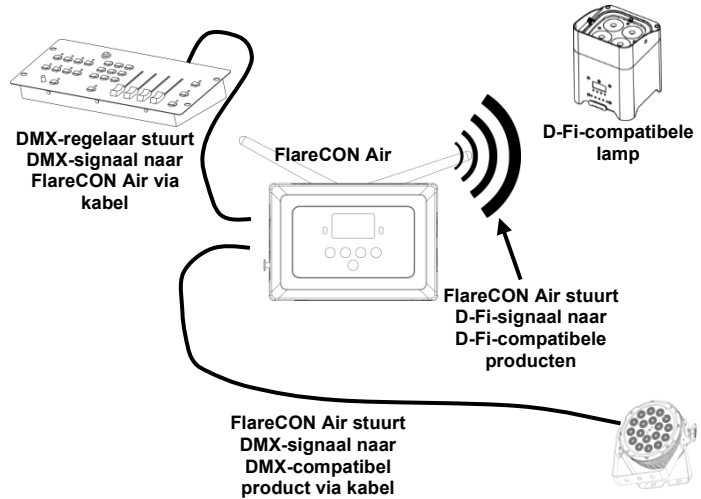 DMX-regelaar stuurt
DMX-signaal naar
FlareCON Air via
kabel
FlareCON Air
D-Fi-compatibele
lamp
FlareCON Air stuurt
D-Fi-signaal naar
D-Fi-compatibele
producten
FlareCON Air stuurt
DMX-signaal naar
DMX-compatibel
product via kabel